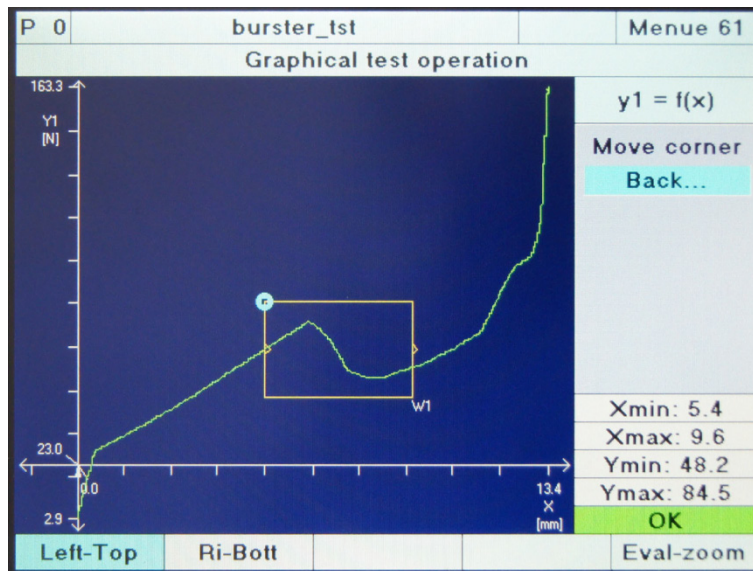 P 0 burster_tst Menue 61
Graphical test operation
163.3
Y1
[N]
y1 = f(x)
Move corner
Back...
W1
23.0
0.0
13.4
X
[mm]
2.9
Xmin: 5.4
Xmax: 9.6
Ymin: 48.2
Ymax: 84.5
OK
Left-Top Ri-Bott Eval-zoom